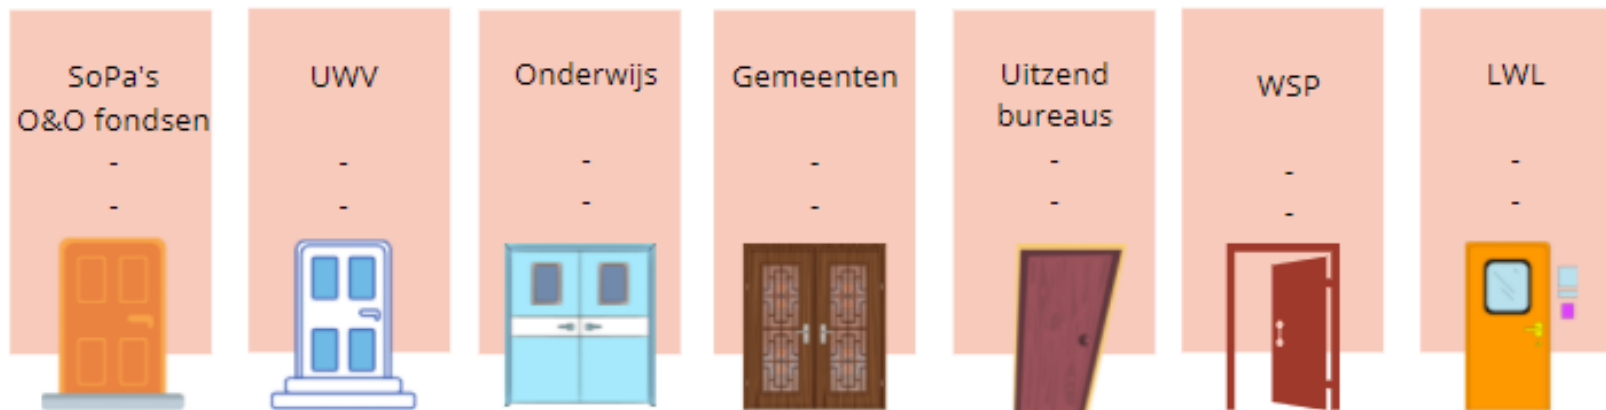 SoPa's
O&O fondsen
-
-
UWV
-
-
Onderwijs
-
-
Gemeenten
-
-
Uitzend
bureaus
-
-
WSP
-
-
LWL
-
-